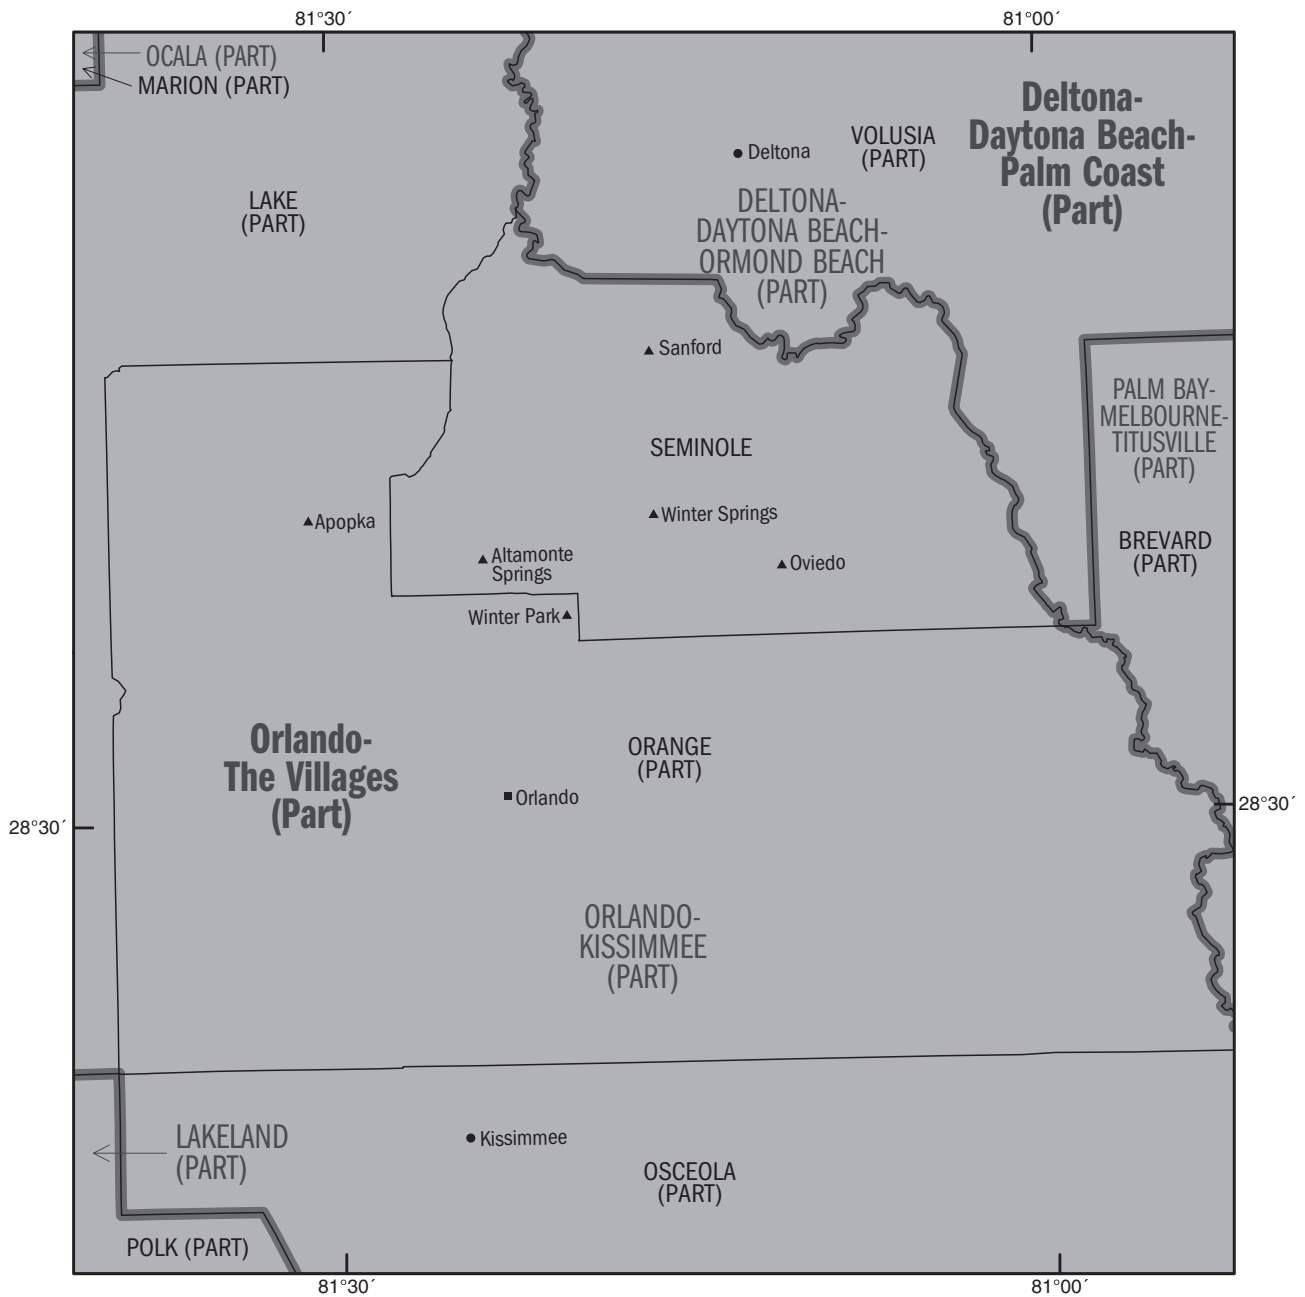 81°30´
81°00´
OCALA (PART)
MARION (PART)
Deltona-
Daytona Beach-
Palm Coast
(Part)
VOLUSIA
(PART)
Deltona
LAKE
(PART)
DELTONA-
DAYTONA BEACH-
ORMOND BEACH
(PART)
Sanford
PALM BAY-
MELBOURNE-
TITUSVILLE
(PART)
SEMINOLE
Apopka
Winter Springs
BREVARD
(PART)
Altamonte
Springs
Oviedo
Winter Park
Orlando-
The Villages
(Part)
ORANGE
(PART)
Orlando
28°30´
28°30´
ORLANDO-
KISSIMMEE
(PART)
LAKELAND
(PART)
Kissimmee
OSCEOLA
(PART)
POLK (PART)
81°30´
81°00´